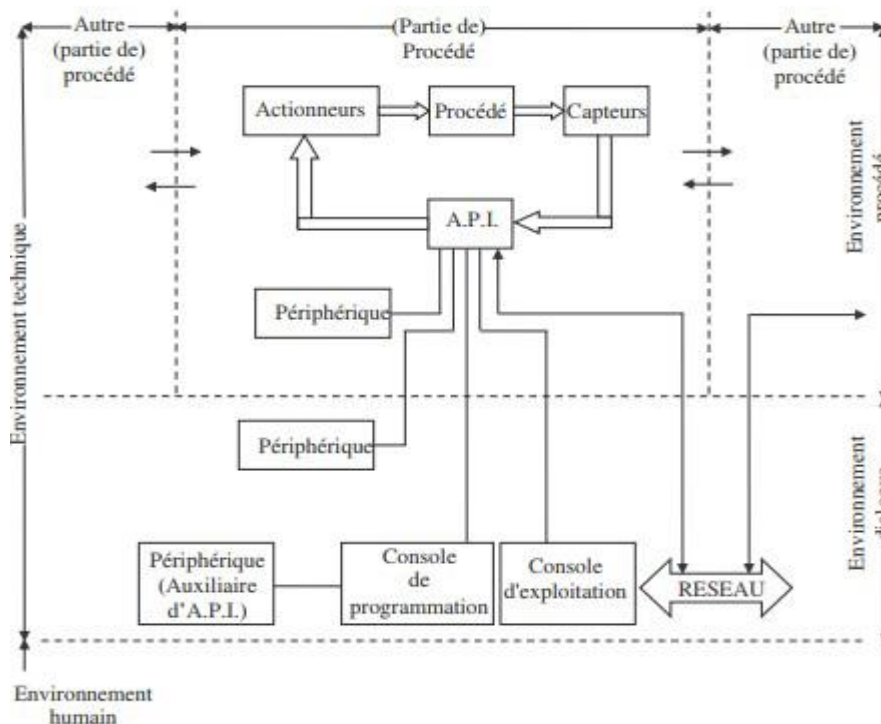 Autre
(partie de)
procédé
(Partie de)
Procédé
Autre
(partie de)
procédé
Actionneurs
Procédé
Capteurs
A.P.I.
Périphérique
Périphérique
Périphérique
(Auxiliaire
d'A.P.I.)
Console
de
programmation
Console
d'exploitation
RESEAU
Environnement technique
Environnement
procédé
Environnement
Environnement
humain